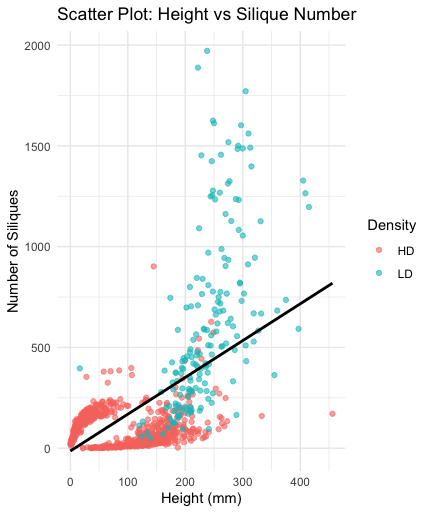 Scatter Plot: Height vs Silique Number
2000
1500
1000
500
0
Number of Siliques
0 100 200 300 400
Height (mm)
Density
HD
LD